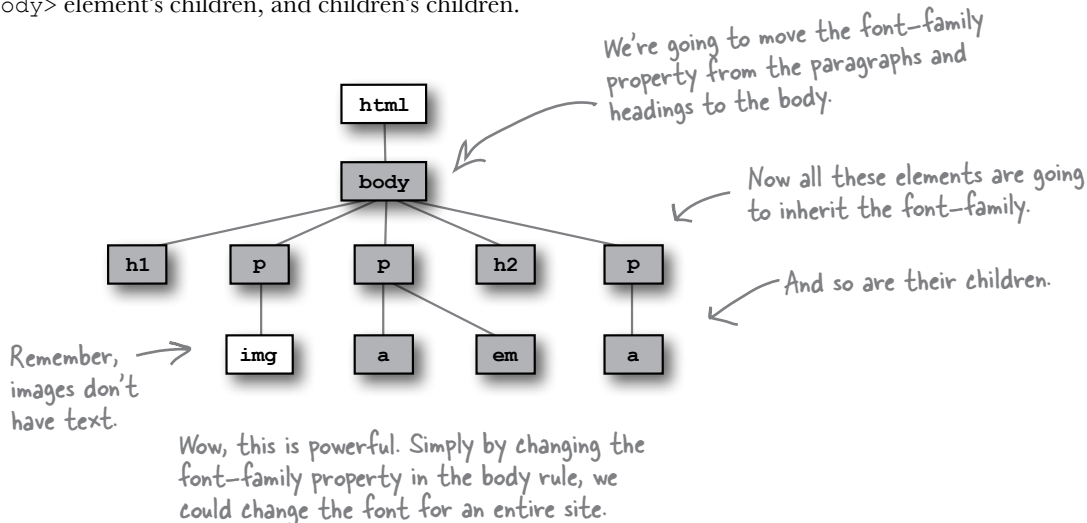 ody> element's children, and children's children.
We're going to move the font-family
property from the paragraphs and
headings to the body.
html
body
Now all these elements are going
to inherit the font-family.
h1
p
p
h2
p
And so are their children.
Remember,
images don't
have text.
img
a
em
a
Wow, this is powerful. Simply by changing the
font-family property in the body rule, we
could change the font for an entire site.